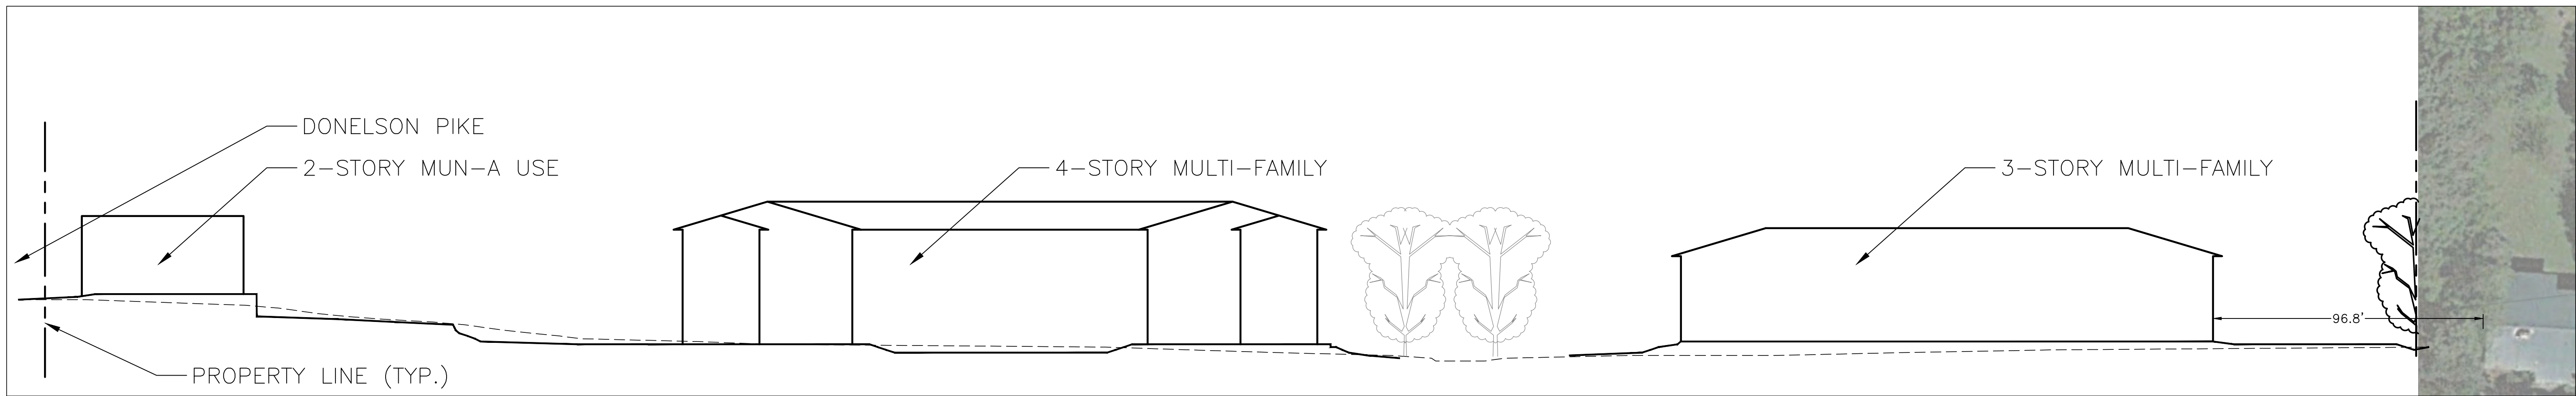 DONELSON PIKE
2-STORY MUN-A USE
4-STORY MULTI-FAMILY
3-STORY MULTI-FAMILY
96.8'
PROPERTY LINE (TYP.)